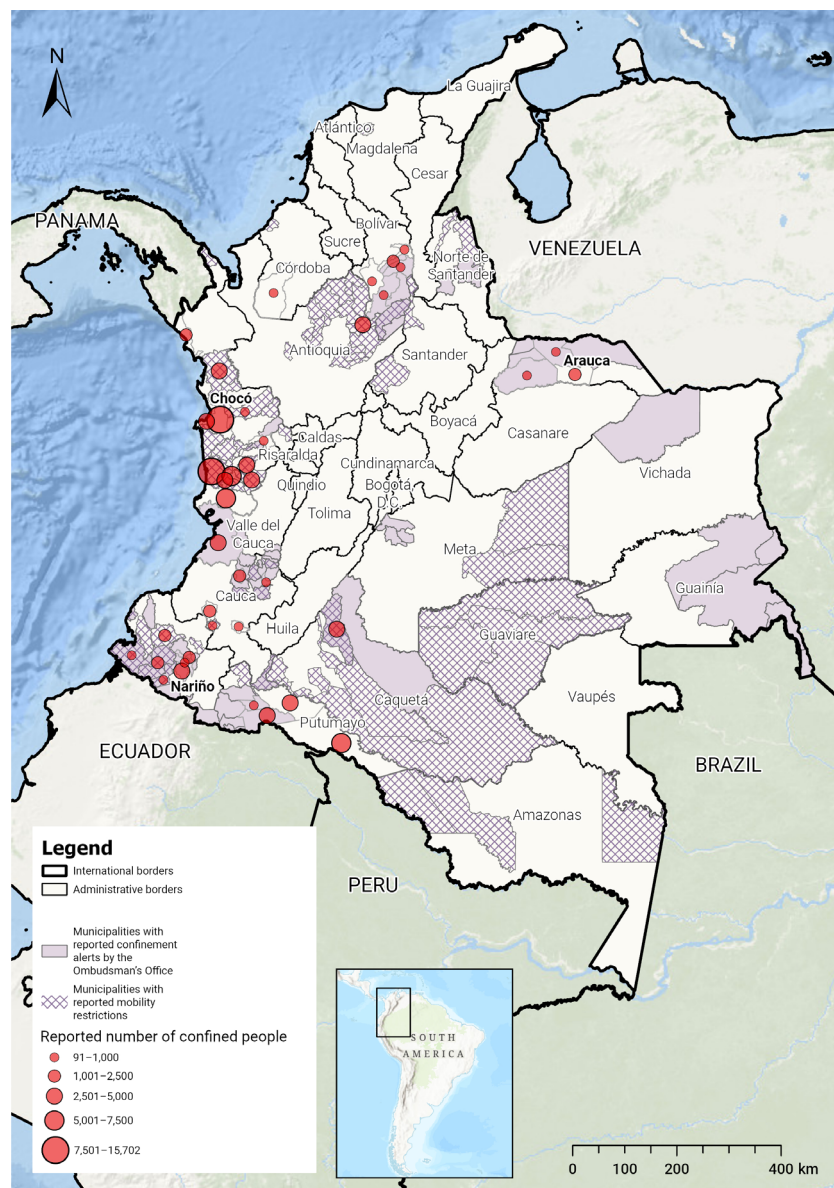 N
La Guajira
Atlántico
Magdalena
Cesar
PANAMA
Bolívar
Sucre
VENEZUELA
Córdoba
Norte de
Santander
Antioquia
Santander
Arauca
Chocó
Boyacá
Caldas
Casanare
Risaralda
Cundinamarca
Vichada
Quindio
Bogotá,
D.C.
Tolima
Valle del
Cauca
Meta
Guainía
Cauca
Huila
Guaviare
Nariño
Caquetá
Vaupés
Putumayo
ECUADOR
BRAZIL
Amazonas
PERU
Legend
International borders
Administrative borders
Municipalities with
reported confinement
alerts by the
Ombudsman's Office
Municipalities with
reported mobility
restrictions
Reported number of confined people
91–1,000
1,001–2,500
2,501–5,000
5,001–7,500
7,501–15,702
SOUTH
AMERICA
0 100 200 400 km